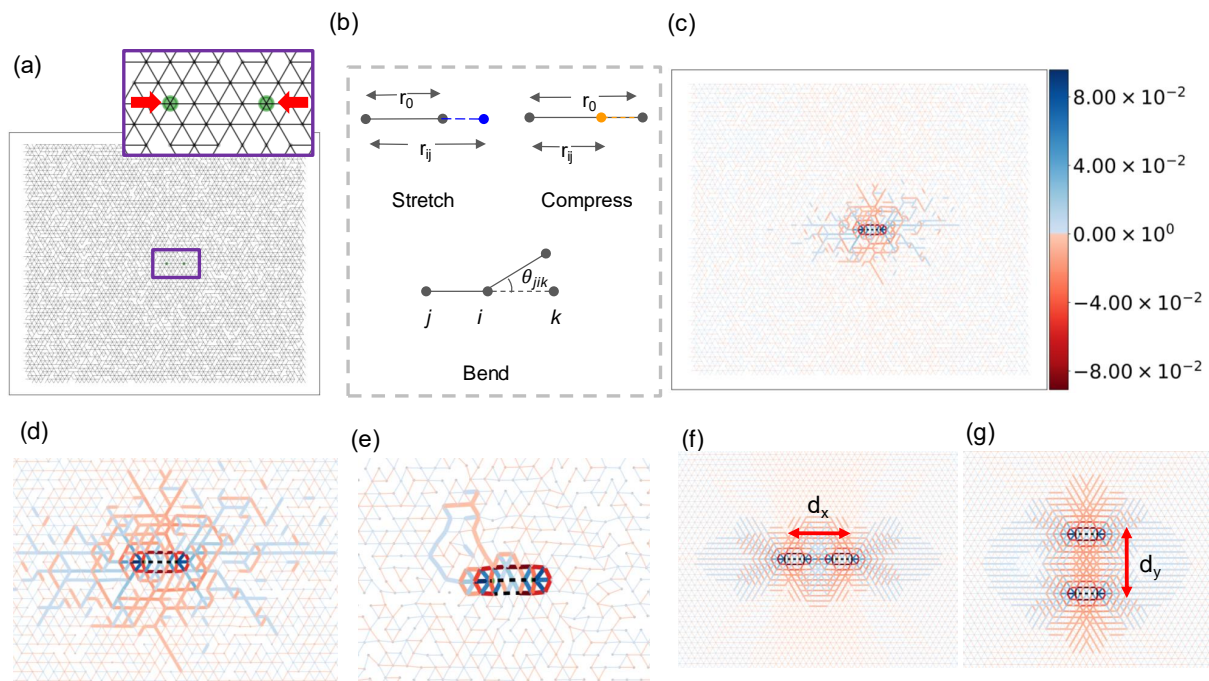 (a)
(b)
r₀
rᵢⱼ
Stretch
r₀
rᵢⱼ
Compress
θⱼᵢₖ
j i k
Bend
(c)
8.00 × 10⁻²
4.00 × 10⁻²
0.00 × 10⁰
−4.00 × 10⁻²
−8.00 × 10⁻²
(d)
(e)
(f)
dₓ
(g)
d_y